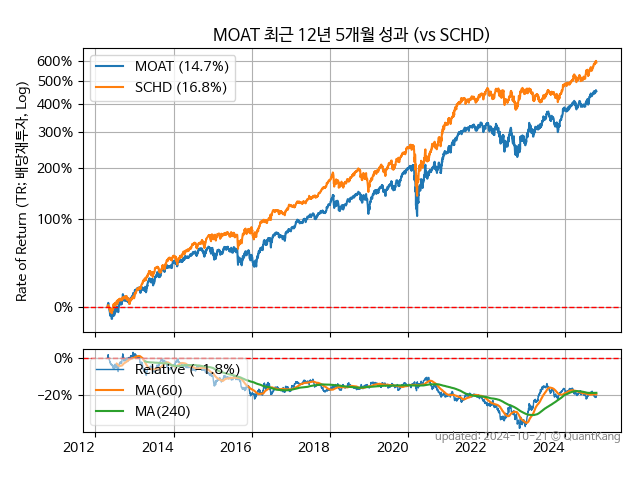 MOAT 최근 12년 5개월 성과 (vs SCHD)
Rate of Return (TR; 배당재투자, Log)
600%
500%
400%
300%
200%
100%
0%
MOAT (14.7%)
SCHD (16.8%)
0%
−20%
Relative (−1.8%)
MA(60)
MA(240)
updated: 2024-10-21 © QuantKang
2012 2014 2016 2018 2020 2022 2024